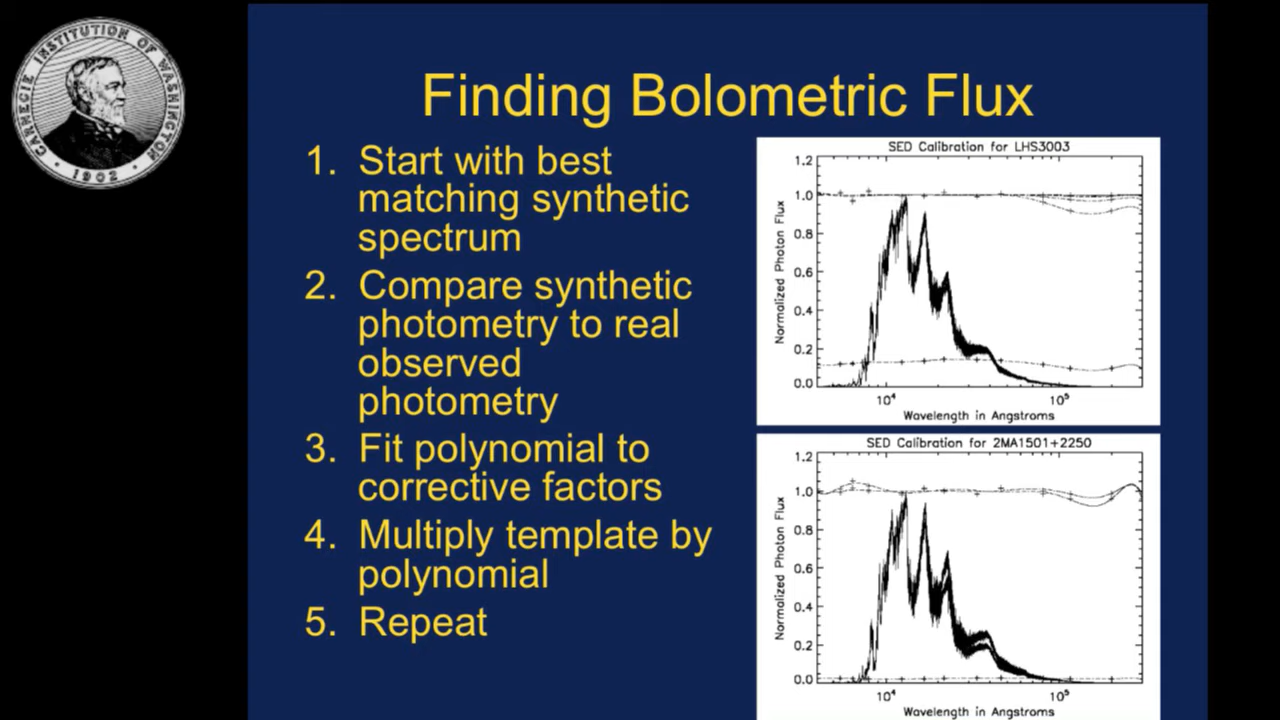 CARNEGIE INSTITUTION OF WASHINGTON
1902
Finding Bolometric Flux
1. Start with best
matching synthetic
spectrum
2. Compare synthetic
photometry to real
observed
photometry
3. Fit polynomial to
corrective factors
4. Multiply template by
polynomial
5. Repeat
SED Calibration for LHS3003
Normalized Photon Flux
1.2
1.0
0.8
0.6
0.4
0.2
0.0
10⁴ 10⁵
Wavelength in Angstroms
SED Calibration for 2MA1501+2250
Normalized Photon Flux
1.2
1.0
0.8
0.6
0.4
0.2
0.0
10⁴ 10⁵
Wavelength in Angstroms